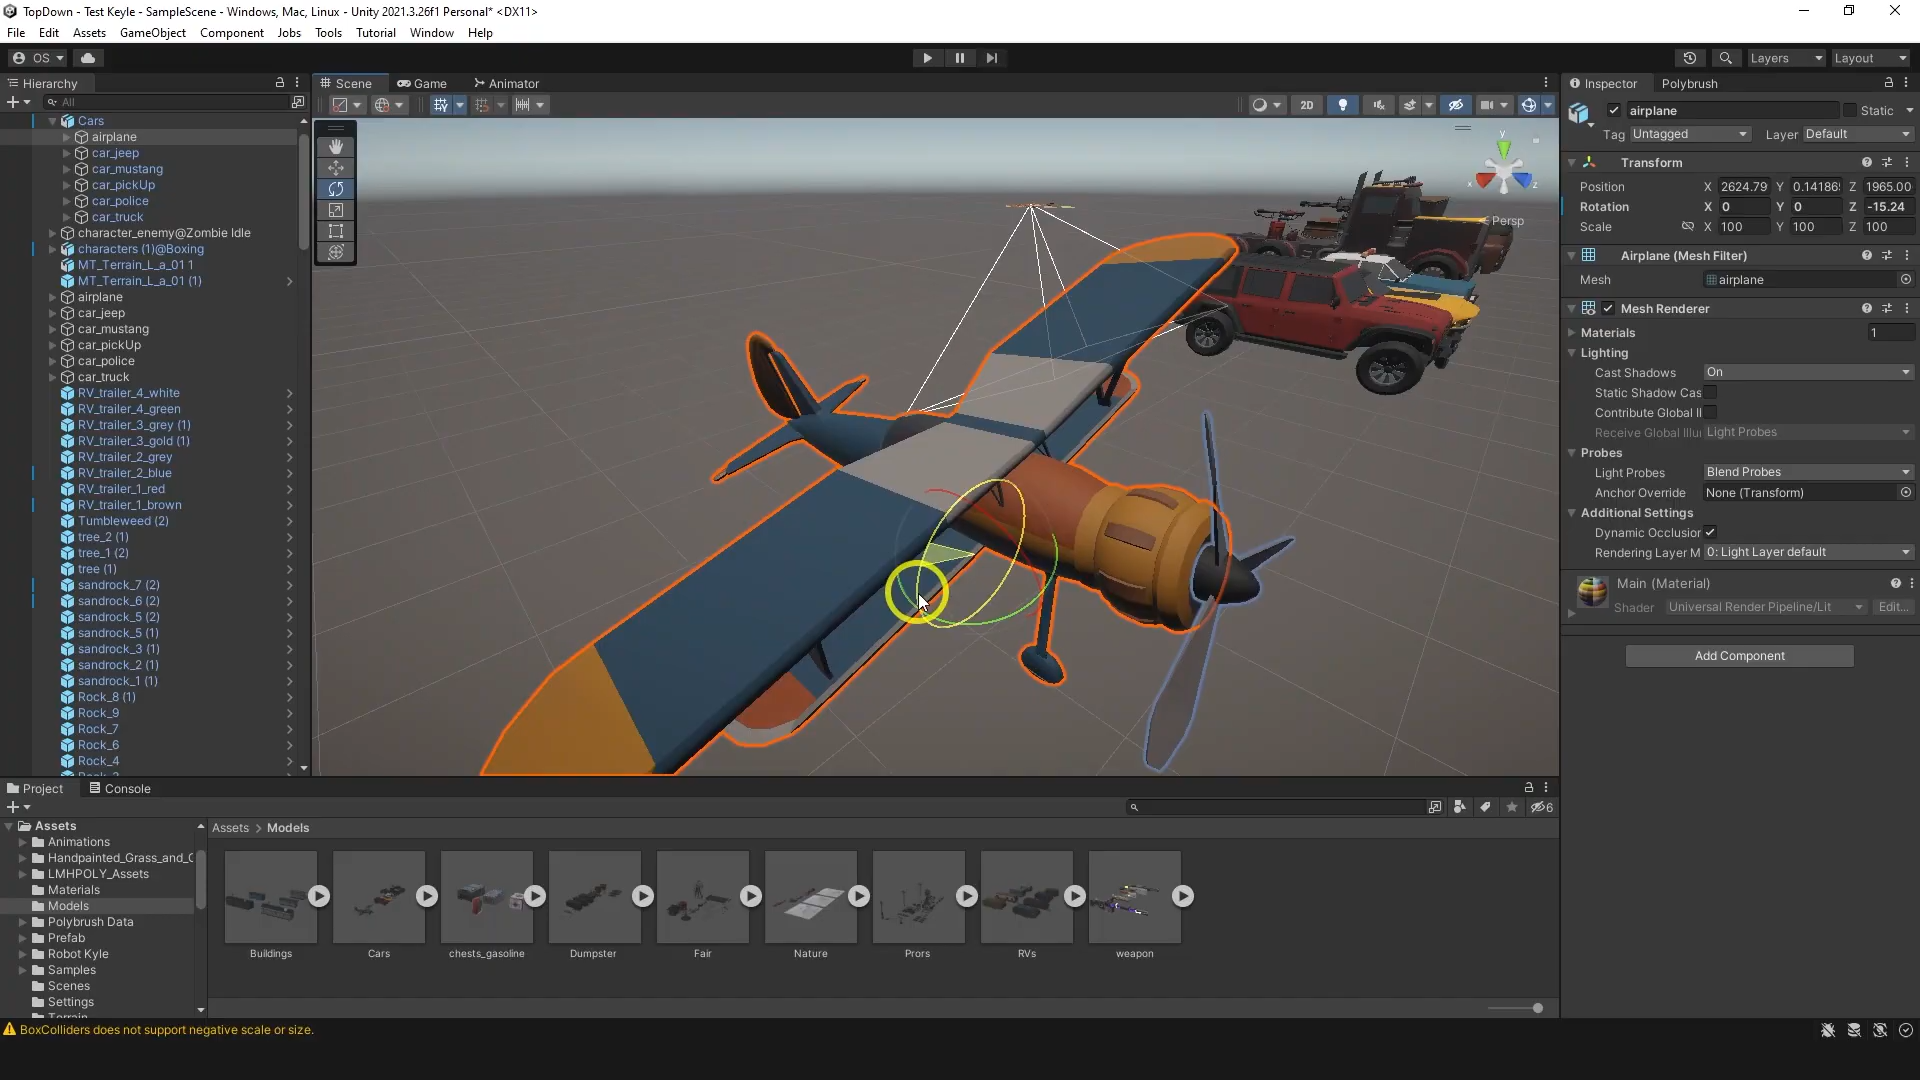 TopDown - Test Keyle - SampleScene - Windows, Mac, Linux - Unity 2021.3.26f1 Personal* <DX11>
File Edit Assets GameObject Component Jobs Tools Tutorial Window Help
OS Layers Layout
Hierarchy
All
Cars
airplane
car_jeep
car_mustang
car_pickUp
car_police
car_truck
character_enemy@Zombie Idle
characters (1)@Boxing
MT_Terrain_L_a_01 1
MT_Terrain_L_a_01 (1)
airplane
car_jeep
car_mustang
car_pickUp
car_police
car_truck
RV_trailer_4_white
RV_trailer_4_green
RV_trailer_3_grey (1)
RV_trailer_3_gold (1)
RV_trailer_2_grey
RV_trailer_2_blue
RV_trailer_1_red
RV_trailer_1_brown
Tumbleweed (2)
tree_2 (1)
tree_1 (2)
tree (1)
sandrock_7 (2)
sandrock_6 (2)
sandrock_5 (2)
sandrock_5 (1)
sandrock_3 (1)
sandrock_2 (1)
sandrock_1 (1)
Rock_8 (1)
Rock_9
Rock_7
Rock_6
Rock_4
Scene Game Animator
2D
y
x
z
Persp
Inspector Polybrush
airplane Static
Tag Untagged Layer Default
Transform
Position X 2624.79 Y 0.14186 Z 1965.00
Rotation X 0 Y 0 Z -15.24
Scale X 100 Y 100 Z 100
Airplane (Mesh Filter)
Mesh airplane
Mesh Renderer
Materials 1
Lighting
Cast Shadows On
Static Shadow Cas
Contribute Global Il
Receive Global Illu Light Probes
Probes
Light Probes Blend Probes
Anchor Override None (Transform)
Additional Settings
Dynamic Occlusion
Rendering Layer M 0: Light Layer default
Main (Material)
Shader Universal Render Pipeline/Lit Edit...
Add Component
Project Console
6
Assets
Animations
Handpainted_Grass_and_G
LMHPOLY_Assets
Materials
Models
Polybrush Data
Prefab
Robot Kyle
Samples
Scenes
Settings
Terrain
Assets > Models
Buildings Cars chests_gasoline Dumpster Fair Nature Prors RVs weapon
BoxColliders does not support negative scale or size.